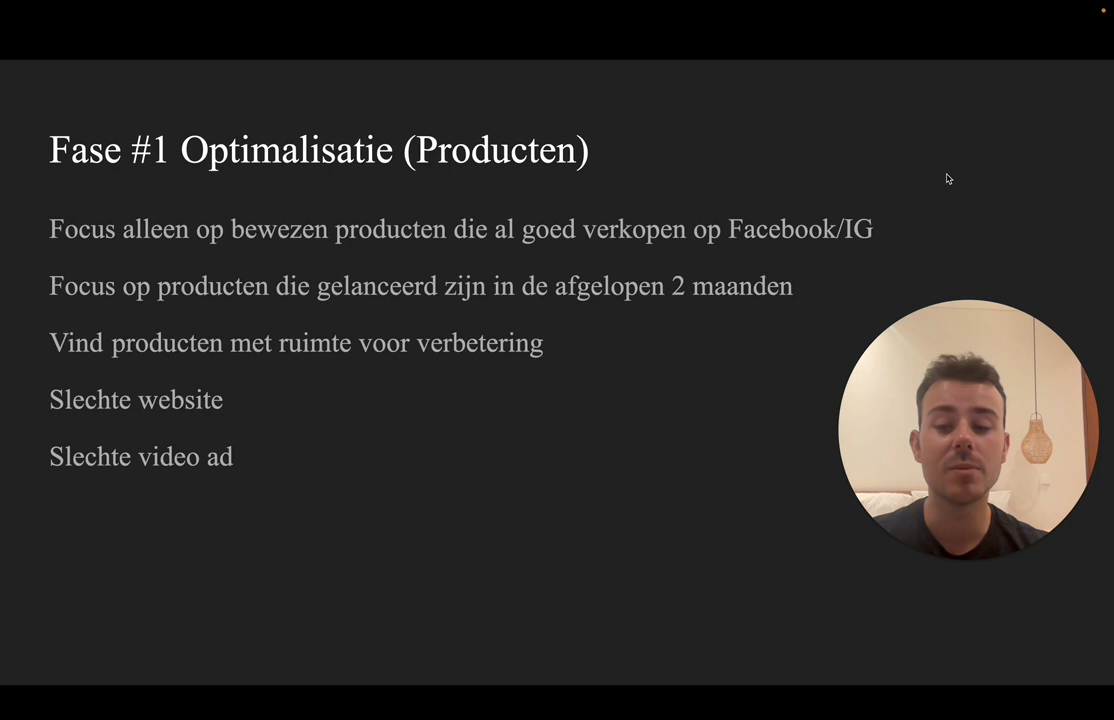 Fase #1 Optimalisatie (Producten)
Focus alleen op bewezen producten die al goed verkopen op Facebook/IG
Focus op producten die gelanceerd zijn in de afgelopen 2 maanden
Vind producten met ruimte voor verbetering
Slechte website
Slechte video ad